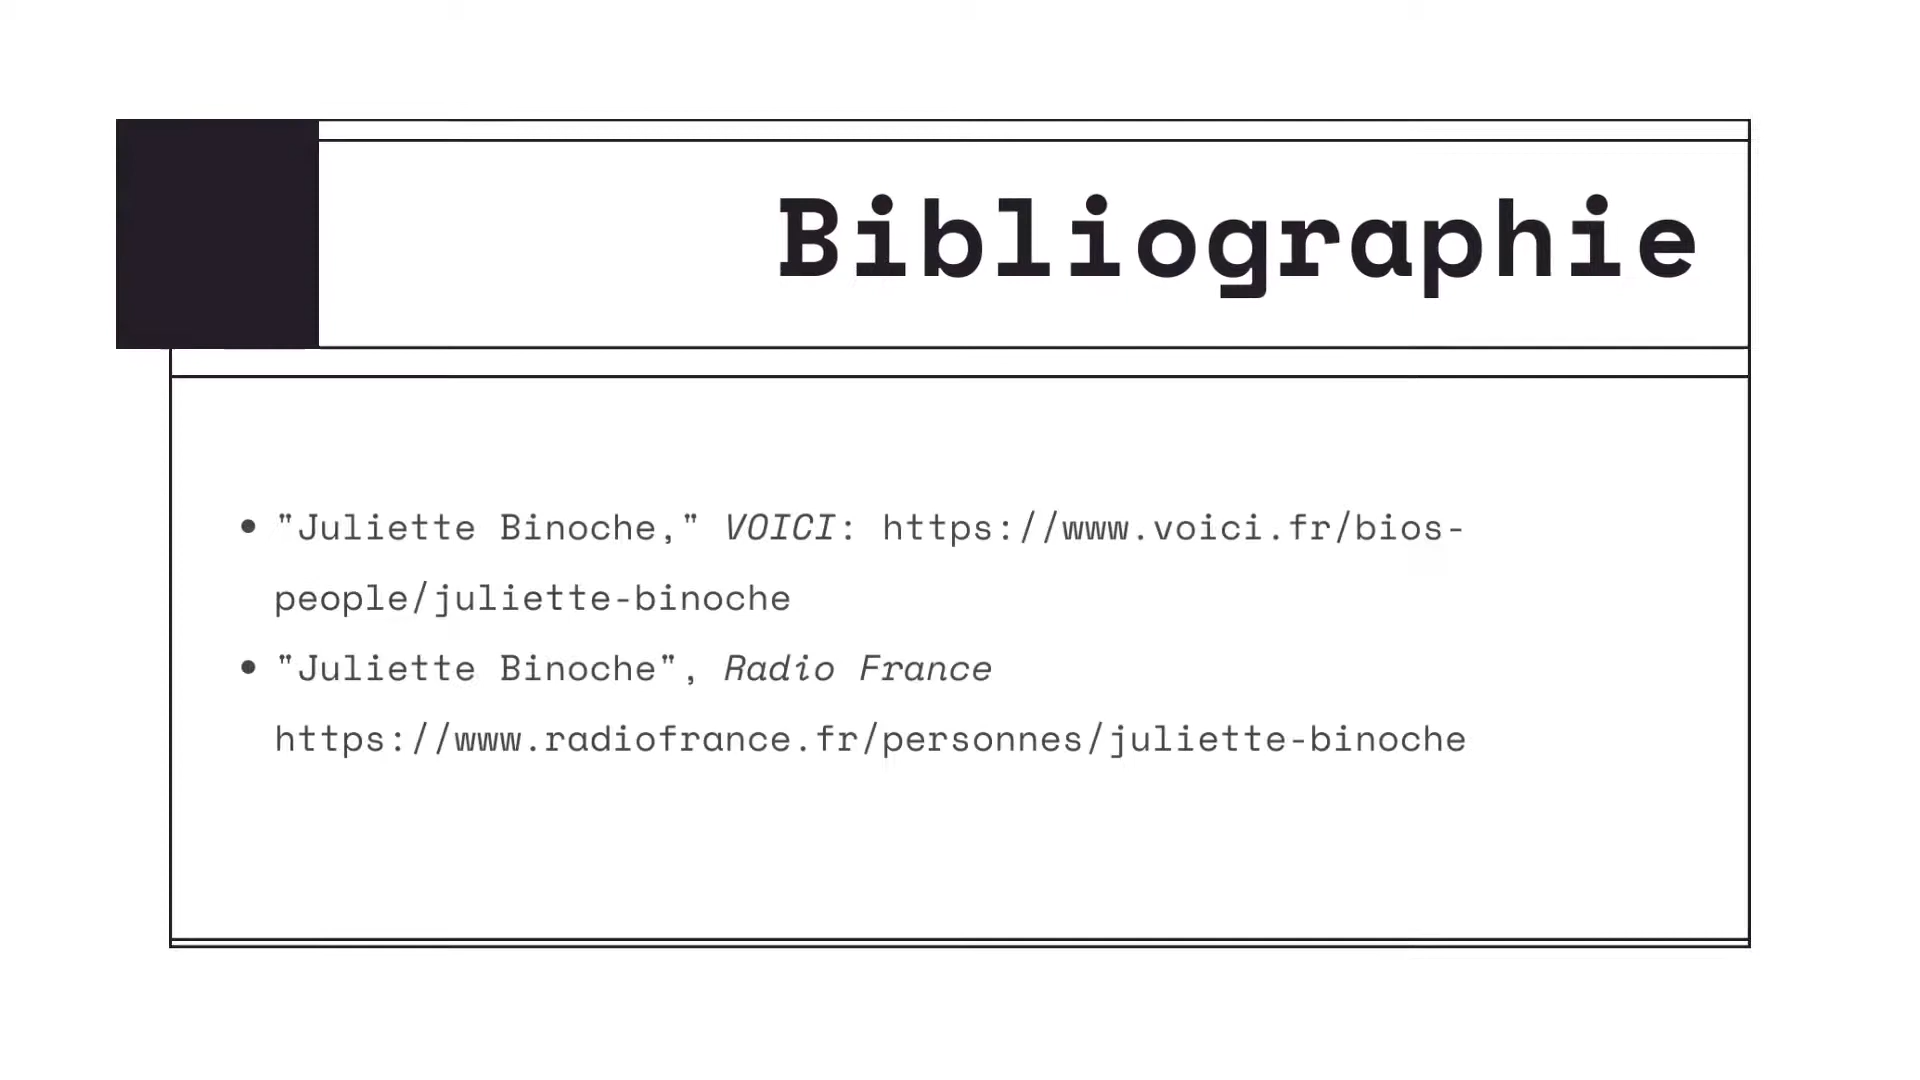 Bibliographie
• "Juliette Binoche," VOICI: https://www.voici.fr/bios-
people/juliette-binoche
• "Juliette Binoche", Radio France
https://www.radiofrance.fr/personnes/juliette-binoche